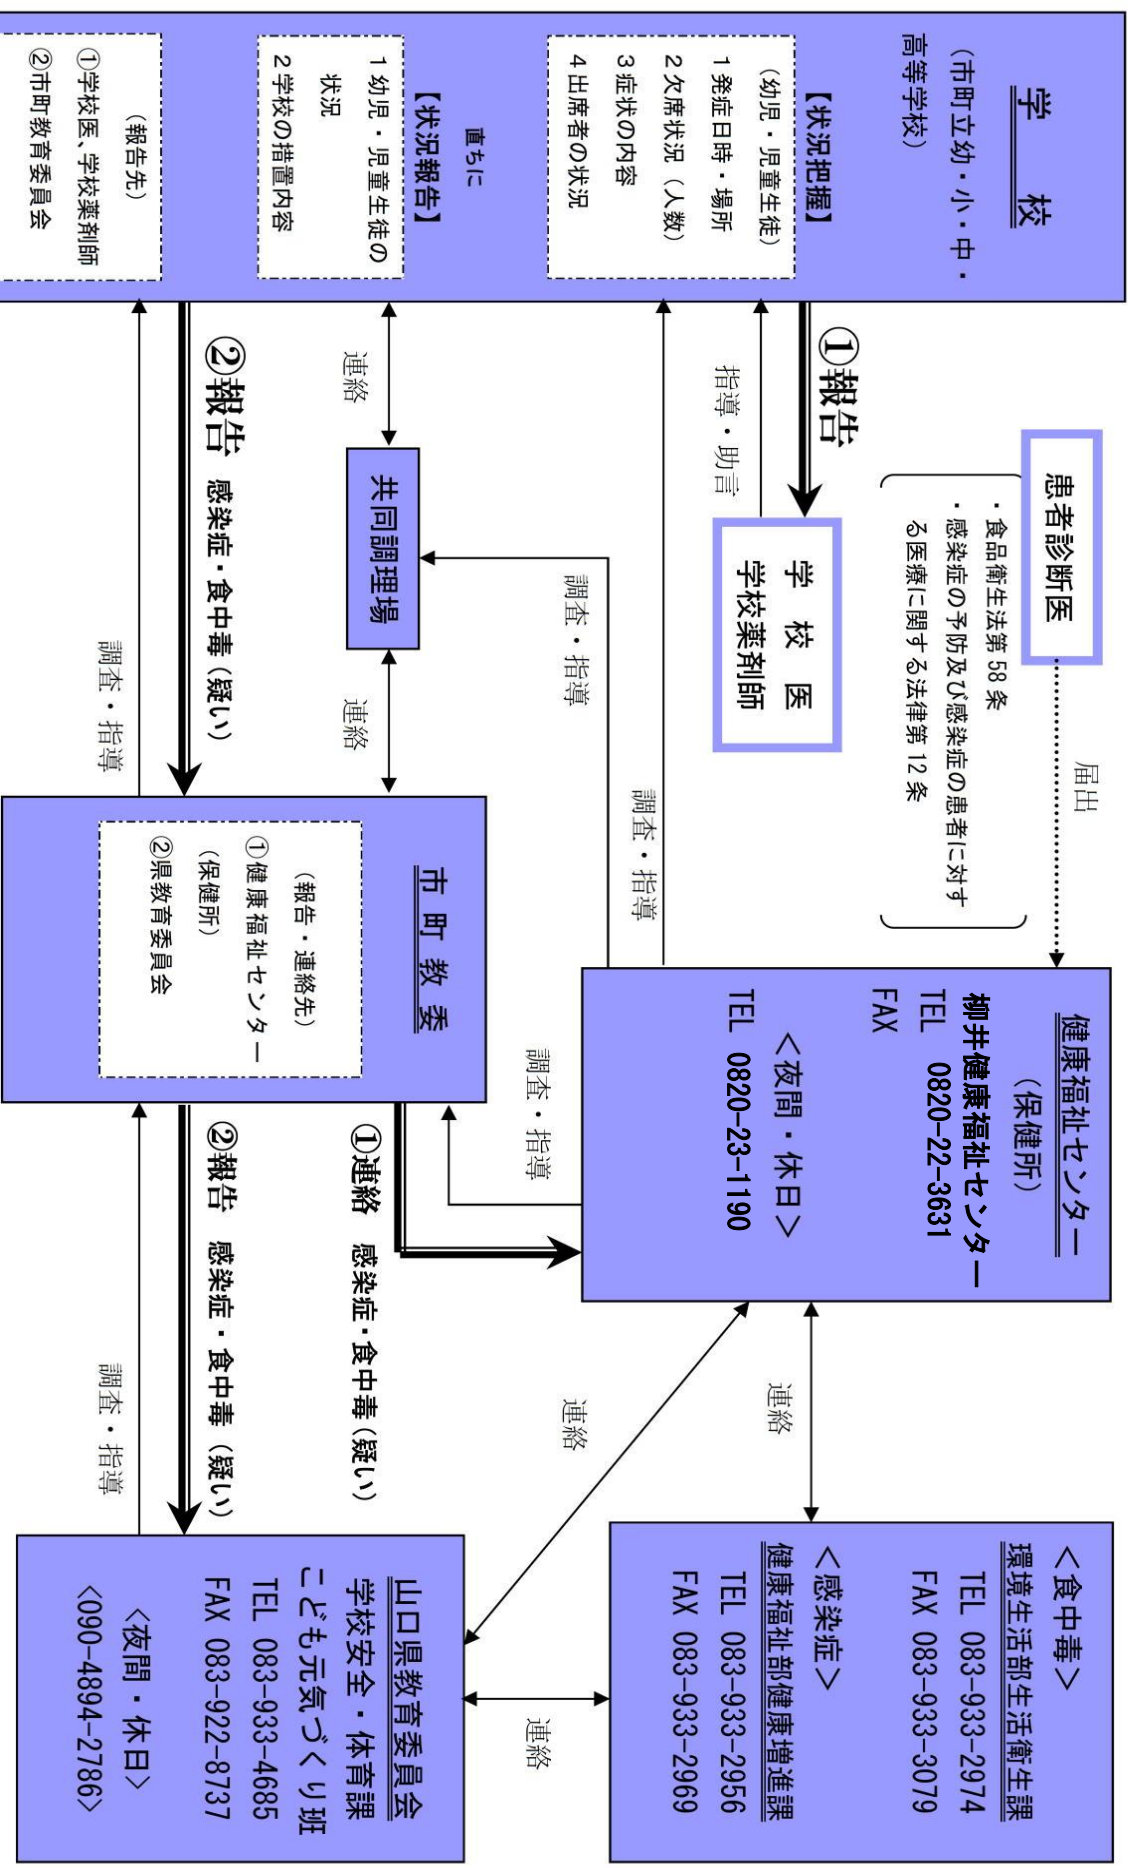 学　校
（市町立幼・小・中・
高等学校）
【状況把握】
（幼児・児童生徒）
１発症日時・場所
２欠席状況（人数）
３症状の内容
４出席者の状況
直ちに
【状況報告】
１幼児・児童生徒の
状況
２学校の措置内容
（報告先）
①学校医、学校薬剤師
②市町教育委員会
①報告
指導・助言
調査・指導
連絡
②報告　感染症・食中毒（疑い）
調査・指導
患者診断医
・食品衛生法第 58 条
・感染症の予防及び感染症の患者に対す
る医療に関する法律第 12 条
届出
学　校　医
学校薬剤師
調査・指導
共同調理場
連絡
市　町　教　委
（報告・連絡先）
①健康福祉センター
（保健所）
②県教育委員会
健康福祉センター
（保健所）
柳井健康福祉センター
TEL　0820-22-3631
FAX
＜夜間・休日＞
TEL 0820-23-1190
調査・指導
①連絡　感染症・食中毒（疑い）
②報告　感染症・食中毒（疑い）
調査・指導
連絡
連絡
連絡
＜食中毒＞
環境生活部生活衛生課
TEL 083-933-2974
FAX 083-933-3079
＜感染症＞
健康福祉部健康増進課
TEL 083-933-2956
FAX 083-933-2969
山口県教育委員会
学校安全・体育課
こども元気づくり班
TEL 083-933-4685
FAX 083-922-8737
＜夜間・休日＞
<090-4894-2786>